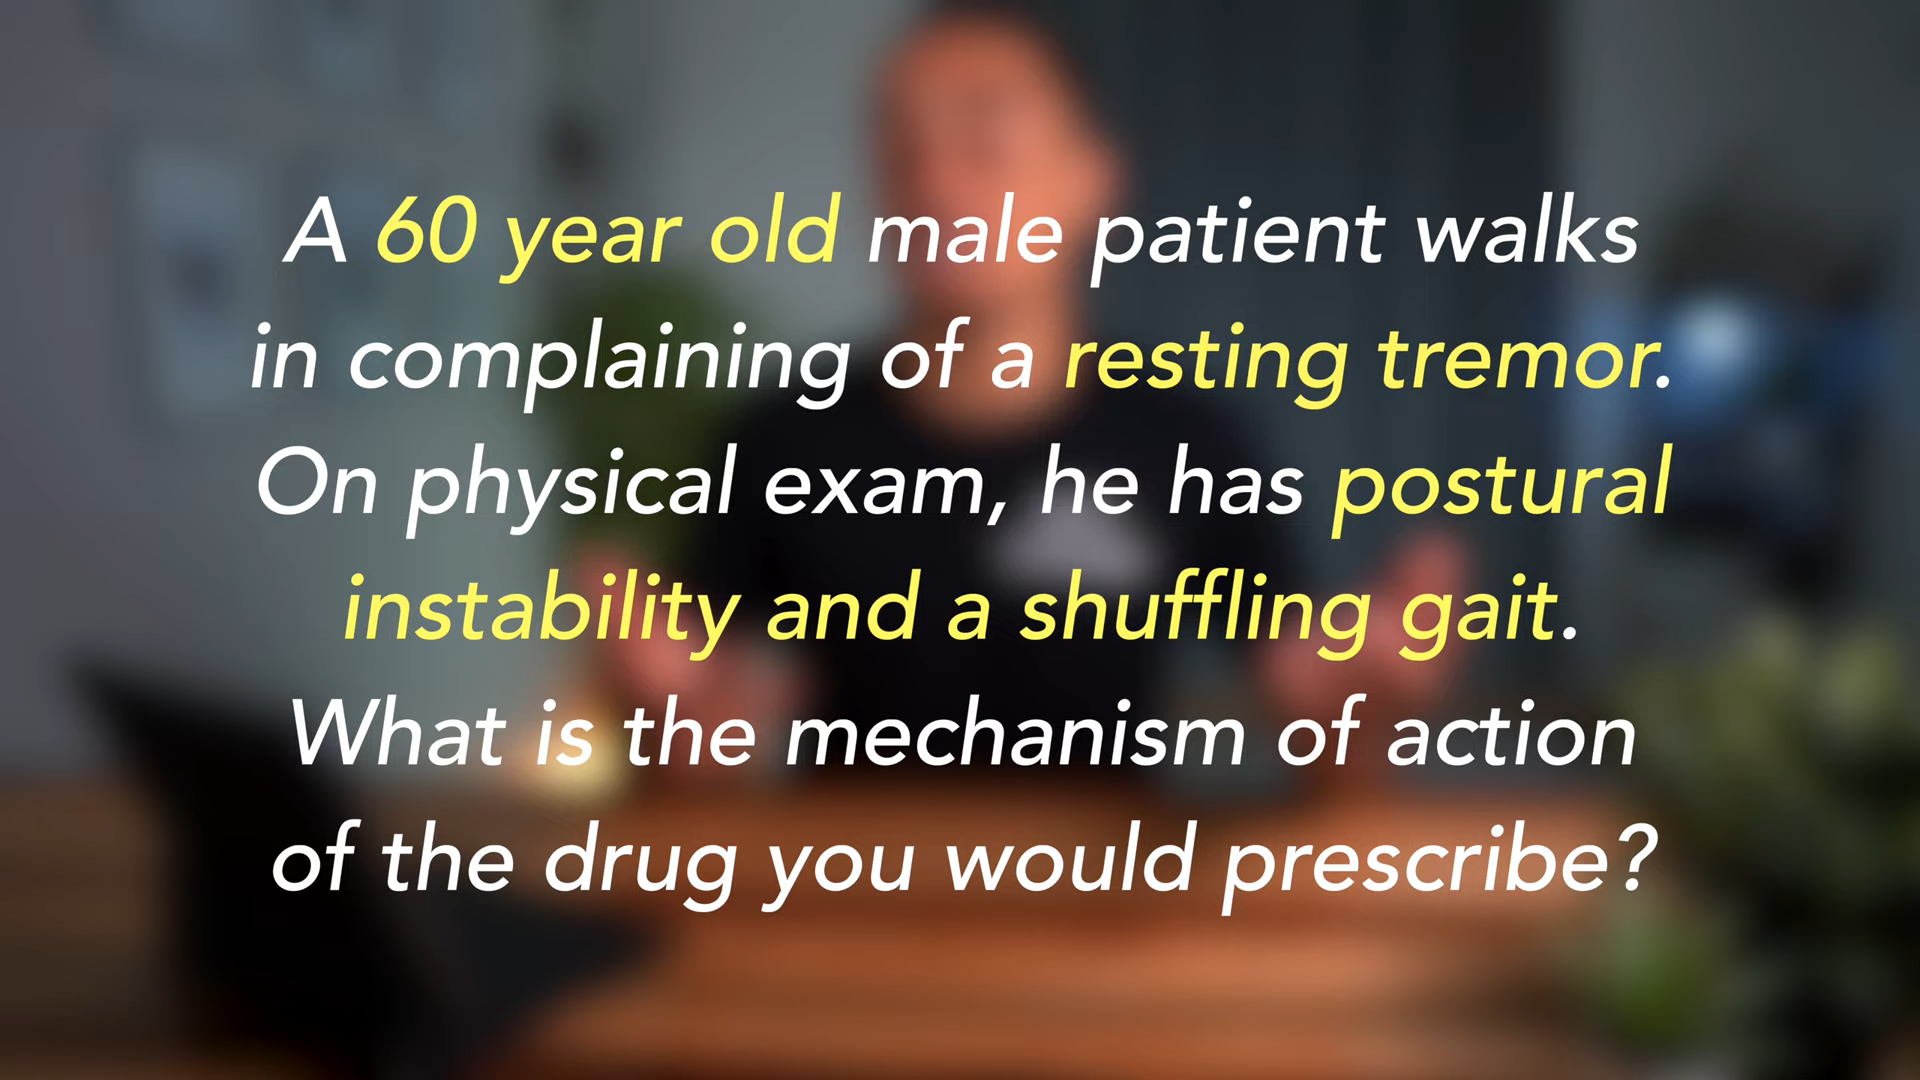 A 60 year old male patient walks
in complaining of a resting tremor.
On physical exam, he has postural
instability and a shuffling gait.
What is the mechanism of action
of the drug you would prescribe?